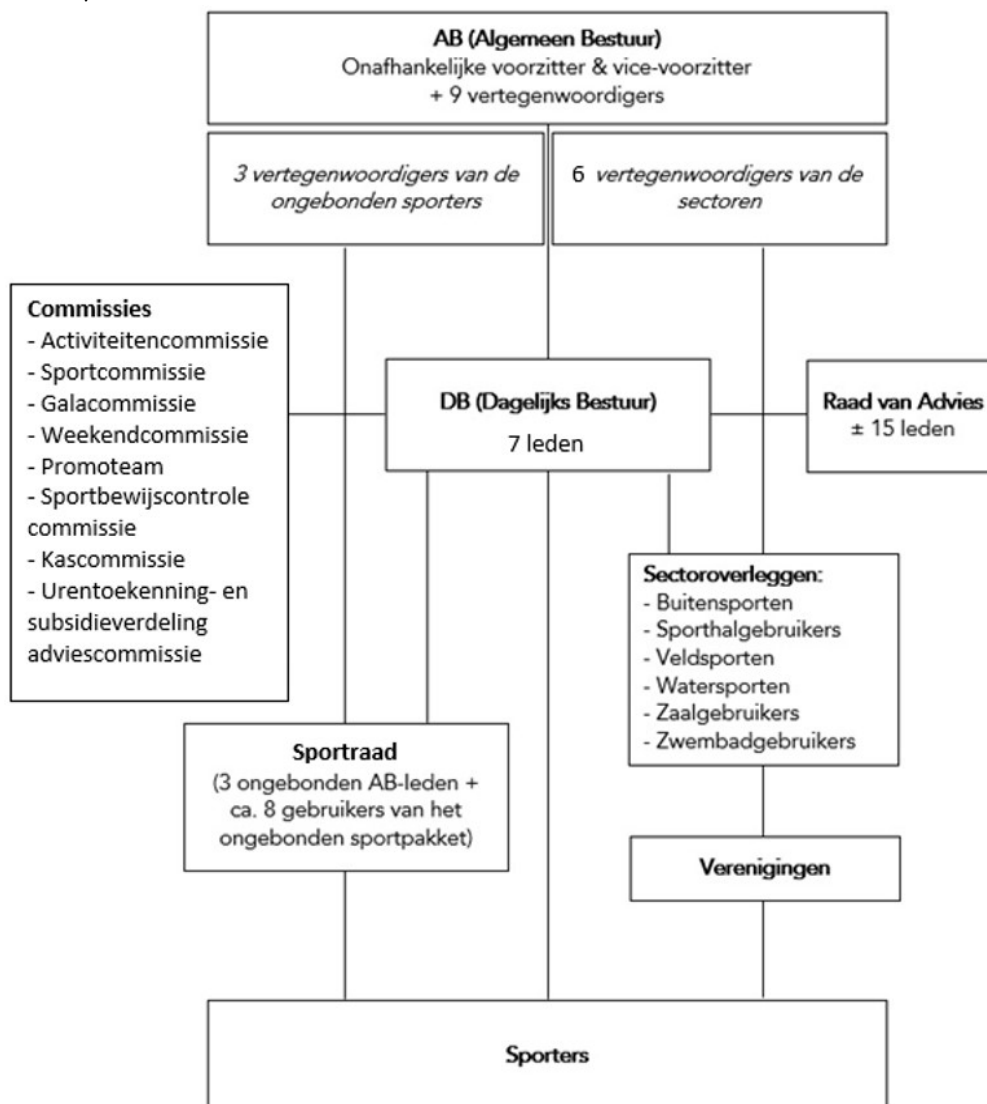 AB (Algemeen Bestuur)
Onafhankelijke voorzitter & vice-voorzitter
+ 9 vertegenwoordigers
3 vertegenwoordigers van de
ongebonden sporters
6 vertegenwoordigers van de
sectoren
Commissies
- Activiteitencommissie
- Sportcommissie
- Galacommissie
- Weekendcommissie
- Promoteam
- Sportbewijscontrole
commissie
- Kascommissie
- Urentoekenning- en
subsidieverdeling
adviescommissie
DB (Dagelijks Bestuur)
7 leden
Raad van Advies
± 15 leden
Sectoroverleggen:
- Buitensporten
- Sporthalgebruikers
- Veldsporten
- Watersporten
- Zaalgebruikers
- Zwembadgebruikers
Sportraad
(3 ongebonden AB-leden +
ca. 8 gebruikers van het
ongebonden sportpakket)
Verenigingen
Sporters